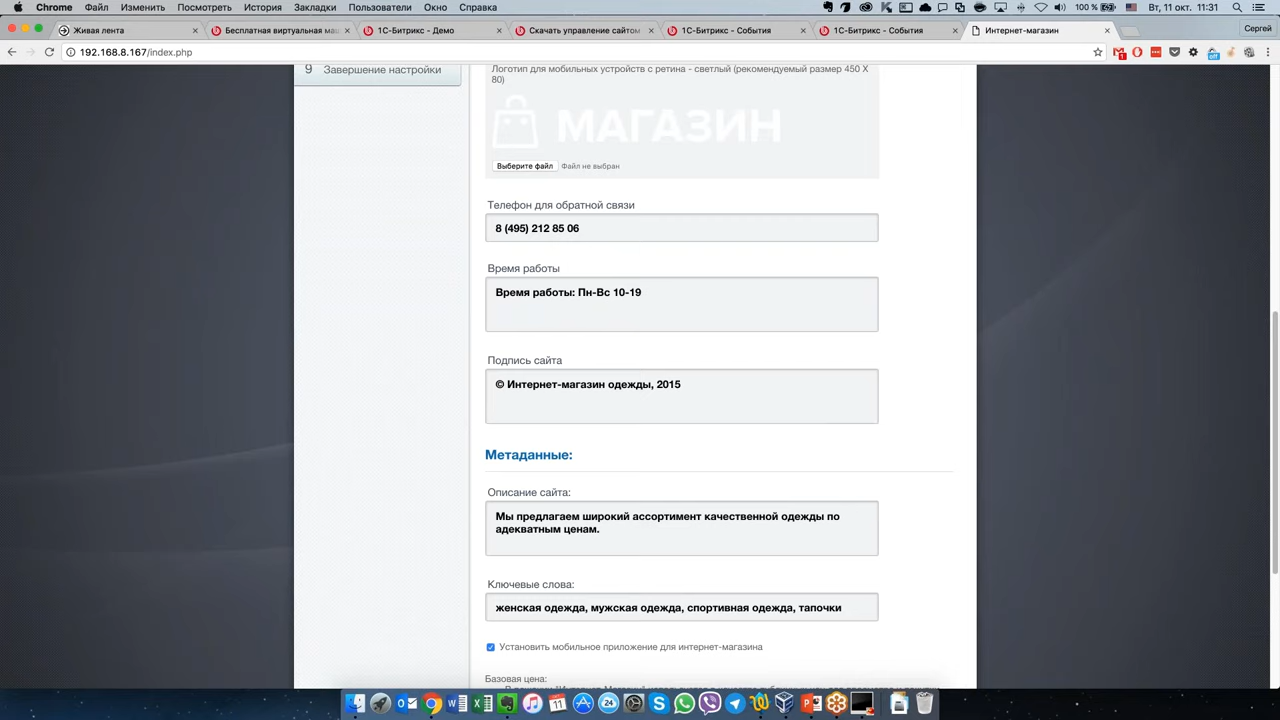 Chrome Файл Изменить Посмотреть История Закладки Пользователи Окно Справка 100 % Вт, 11 окт. 11:31
Живая лента
Бесплатная виртуальная маш
1С-Битрикс - Демо
Скачать управление сайтом
1С-Битрикс - События
1С-Битрикс - События
Интернет-магазин
Сергей
192.168.8.167/index.php
9 Завершение настройки
Логотип для мобильных устройств с ретина - светлый (рекомендуемый размер 450 X
80)
МАГАЗИН
Выберите файл Файл не выбран
Телефон для обратной связи
8 (495) 212 85 06
Время работы
Время работы: Пн-Вс 10-19
Подпись сайта
© Интернет-магазин одежды, 2015
Метаданные:
Описание сайта:
Мы предлагаем широкий ассортимент качественной одежды по
адекватным ценам.
Ключевые слова:
женская одежда, мужская одежда, спортивная одежда, тапочки
Установить мобильное приложение для интернет-магазина
Базовая цена: